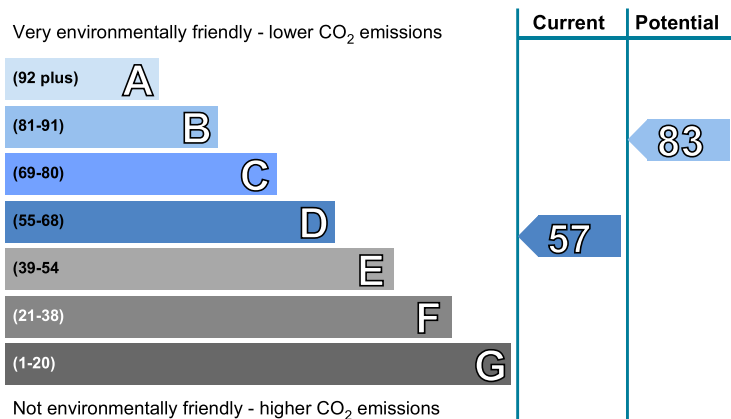 Current Potential
Very environmentally friendly - lower CO2 emissions
(92 plus) A
(81-91) B
83
(69-80) C
(55-68) D
57
(39-54 E
(21-38) F
(1-20) G
Not environmentally friendly - higher CO2 emissions